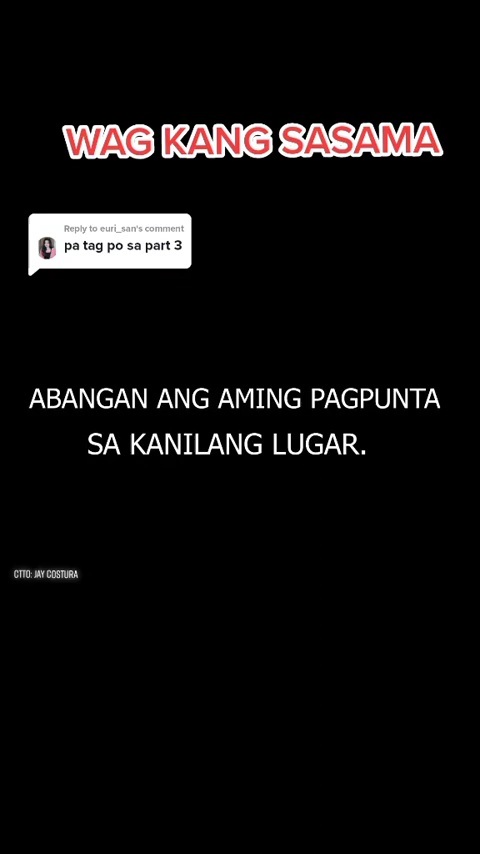 WAG KANG SASAMA
Reply to euri_san's comment
pa tag po sa part 3
ABANGAN ANG AMING PAGPUNTA
SA KANILANG LUGAR.
CTTO: JAY COSTURA